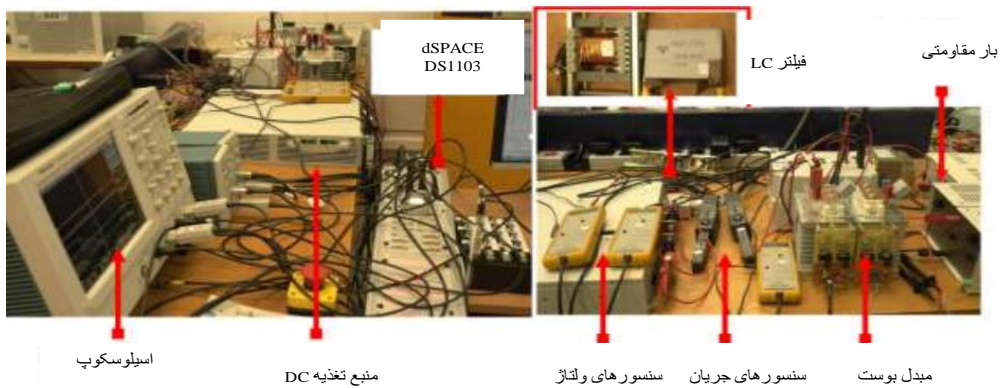 dSPACE
DS1103
فیلتر LC
بار مقاومتی
اسیلوسکوپ
منبع تغذیه DC
سنسورهای ولتاژ
سنسورهای جریان
مبدل بوست